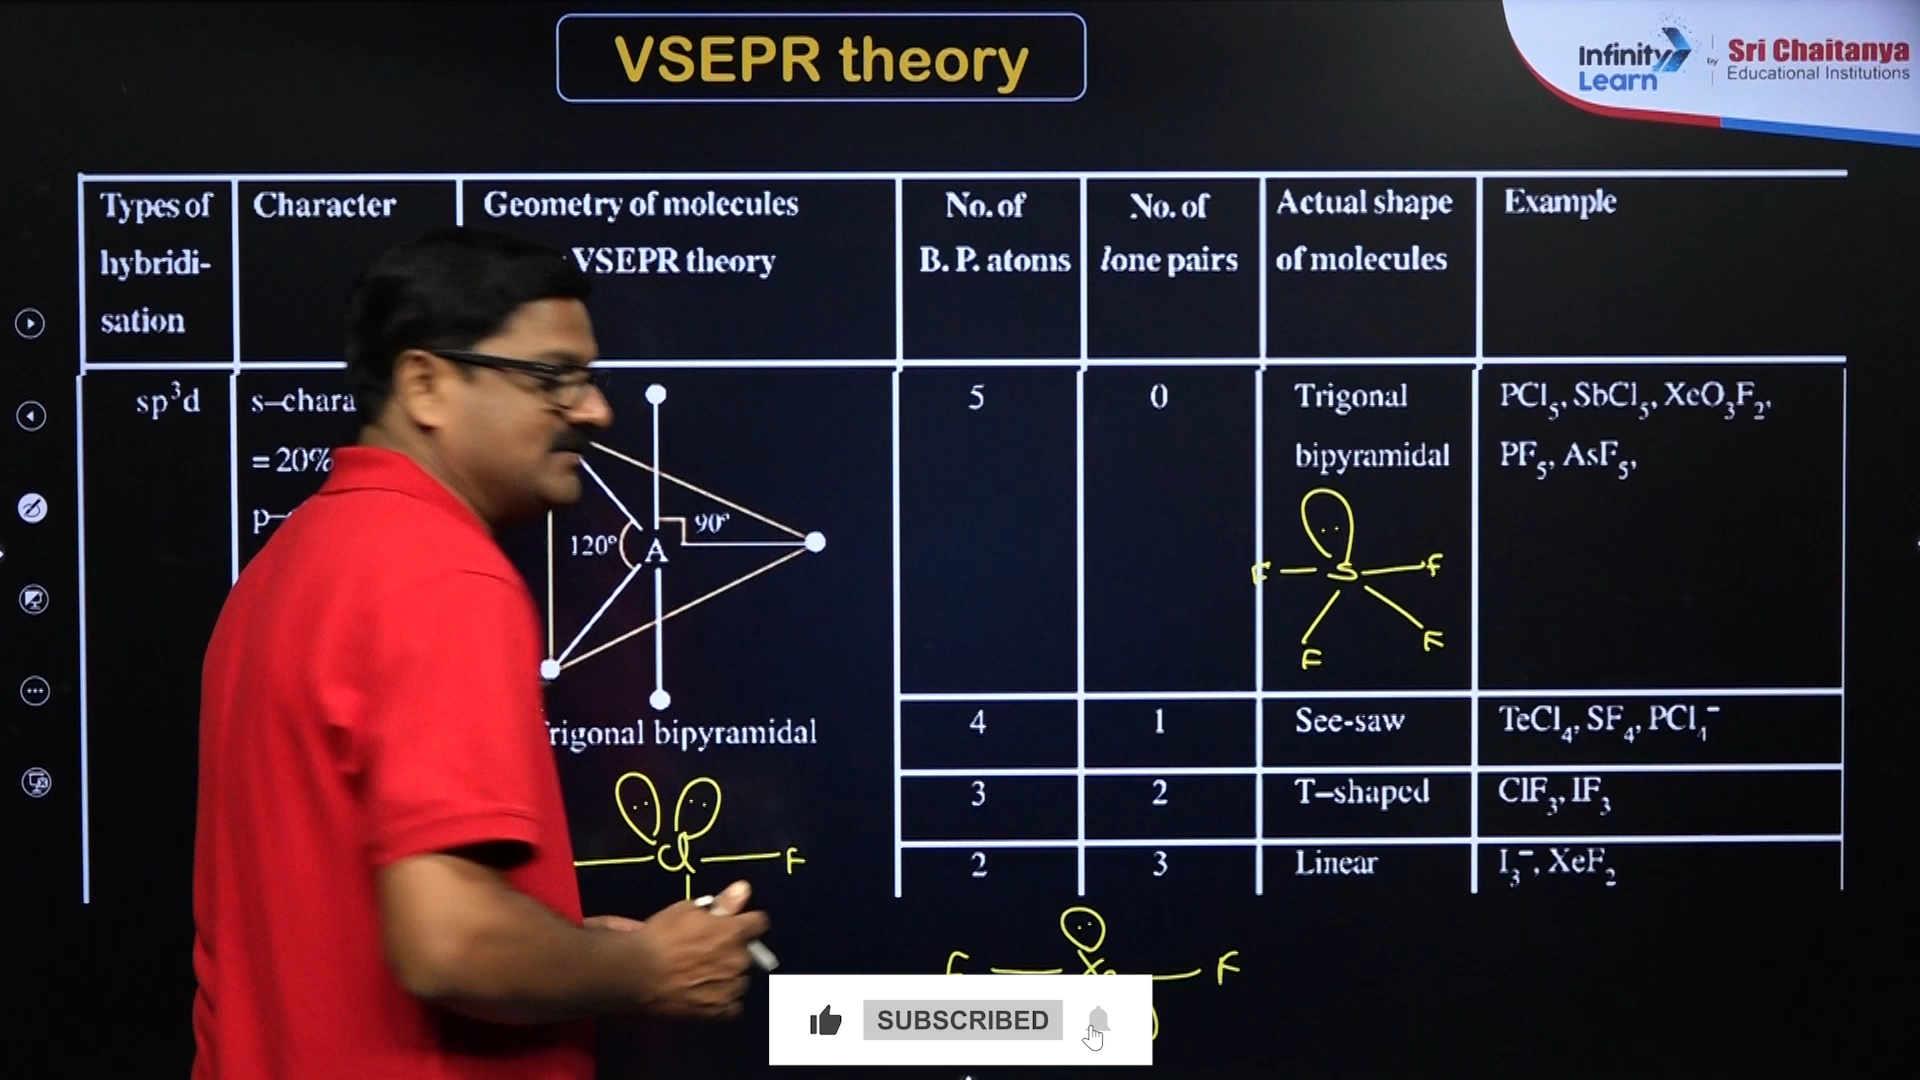 VSEPR theory
Infinity Learn by Sri Chaitanya Educational Institutions
Types of hybridi-sation
Character
Geometry of molecules
VSEPR theory
No. of B. P. atoms
No. of lone pairs
Actual shape of molecules
Example
sp³d
s–chara
= 20%
p–
120°
A
90°
rigonal bipyramidal
5
0
Trigonal bipyramidal
PCl₅, SbCl₅, XeO₃F₂,
PF₅, AsF₅,
F S F
F F
4
1
See-saw
TeCl₄, SF₄, PCl₄⁻
3
2
T–shaped
ClF₃, IF₃
2
3
Linear
I₃⁻, XeF₂
Cl F
F F
SUBSCRIBED